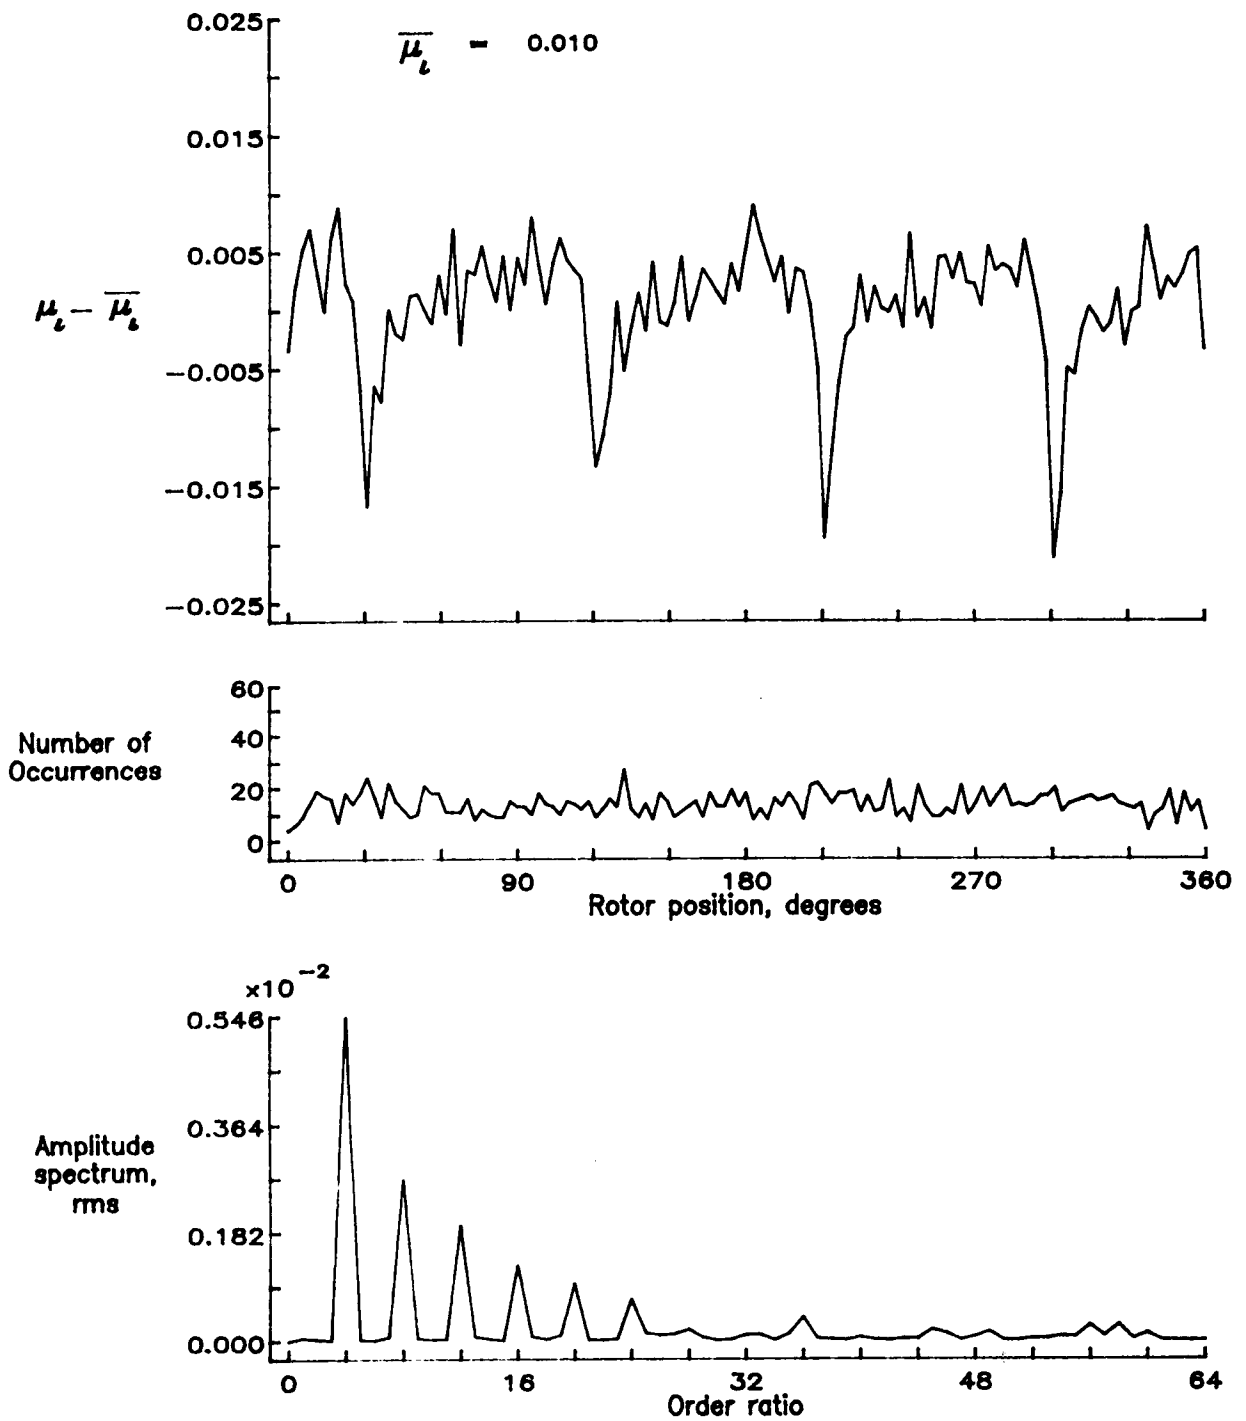 0.025
μ̅ι = 0.010
0.015
0.005
μι − μ̅ι
−0.005
−0.015
−0.025
60
Number of
Occurrences
40
20
0
0 90 180 270 360
Rotor position, degrees
×10⁻²
0.546
0.364
Amplitude
spectrum,
rms
0.182
0.000
0 16 32 48 64
Order ratio